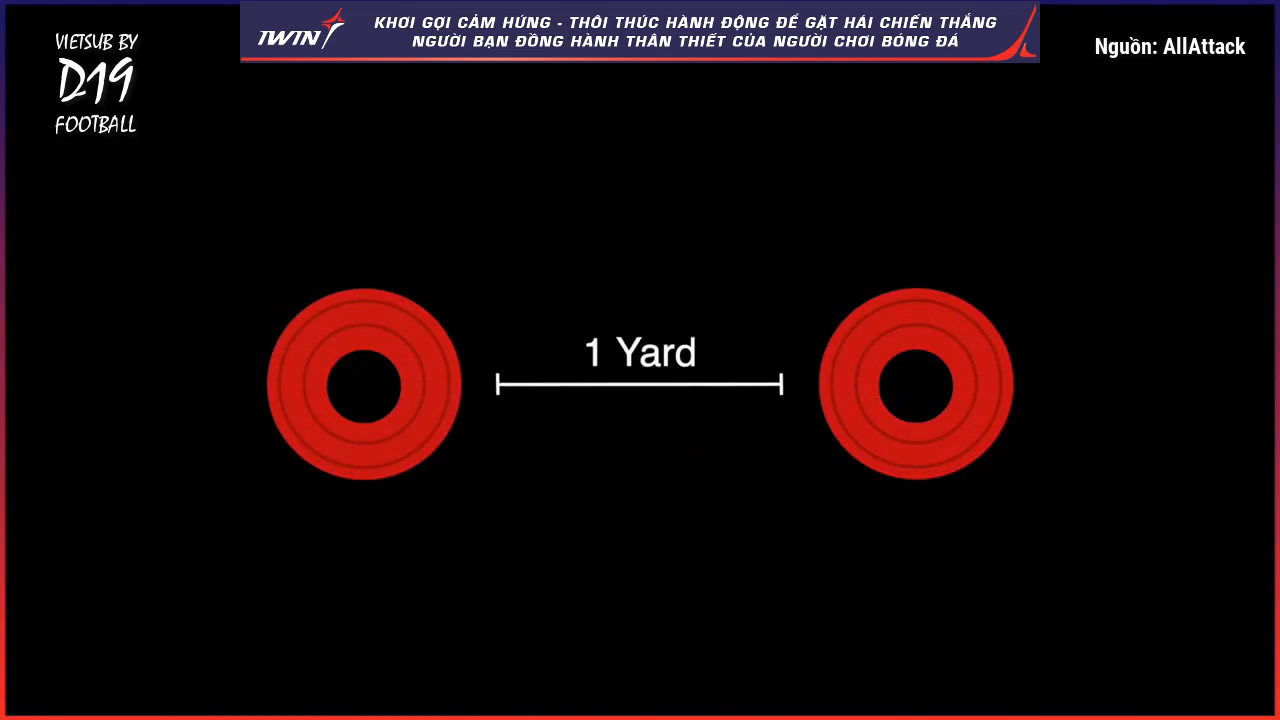 VIETSUB BY
D19
FOOTBALL
IWIN
KHƠI GỢI CẢM HỨNG - THÔI THÚC HÀNH ĐỘNG ĐỂ GẶT HÁI CHIẾN THẮNG
NGƯỜI BẠN ĐỒNG HÀNH THÂN THIẾT CỦA NGƯỜI CHƠI BÓNG ĐÁ
Nguồn: AllAttack
1 Yard